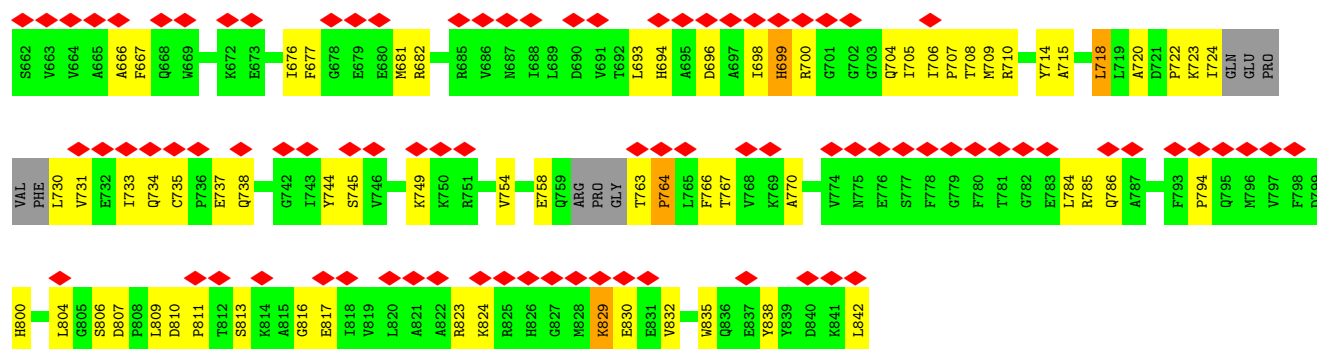 S662 V663 V664 A665 A666 F667 Q668 W669 K672 E673 I676 F677 G678 E679 E680 M681 R682 R685 V686 N687 I688 L689 D690 V691 T692 L693 H694 A695 D696 A697 I698 H699 R700 G701 G702 G703 Q704 I705 I706 P707 T708 M709 R710 Y714 A715 L718 L719 A720 D721 P722 K723 I724 GLN GLU PRO
VAL PHE L730 V731 E732 I733 Q734 C735 P736 E737 Q738 G742 I743 Y744 S745 V746 K749 K750 R751 V754 E758 Q759 ARG PRO GLY T763 P764 L765 F766 T767 V768 K769 A770 V774 N775 E776 S777 F778 G779 F780 T781 G782 E783 L784 R785 Q786 A787 F793 P794 Q795 M796 V797 F798 D799
H800 L804 G805 S806 D807 P808 L809 D810 P811 T812 S813 K814 A815 G816 E817 I818 V819 L820 A821 A822 R823 K824 R825 H826 G827 M828 K829 E830 E831 V832 W835 Q836 E837 Y838 Y839 D840 K841 L842